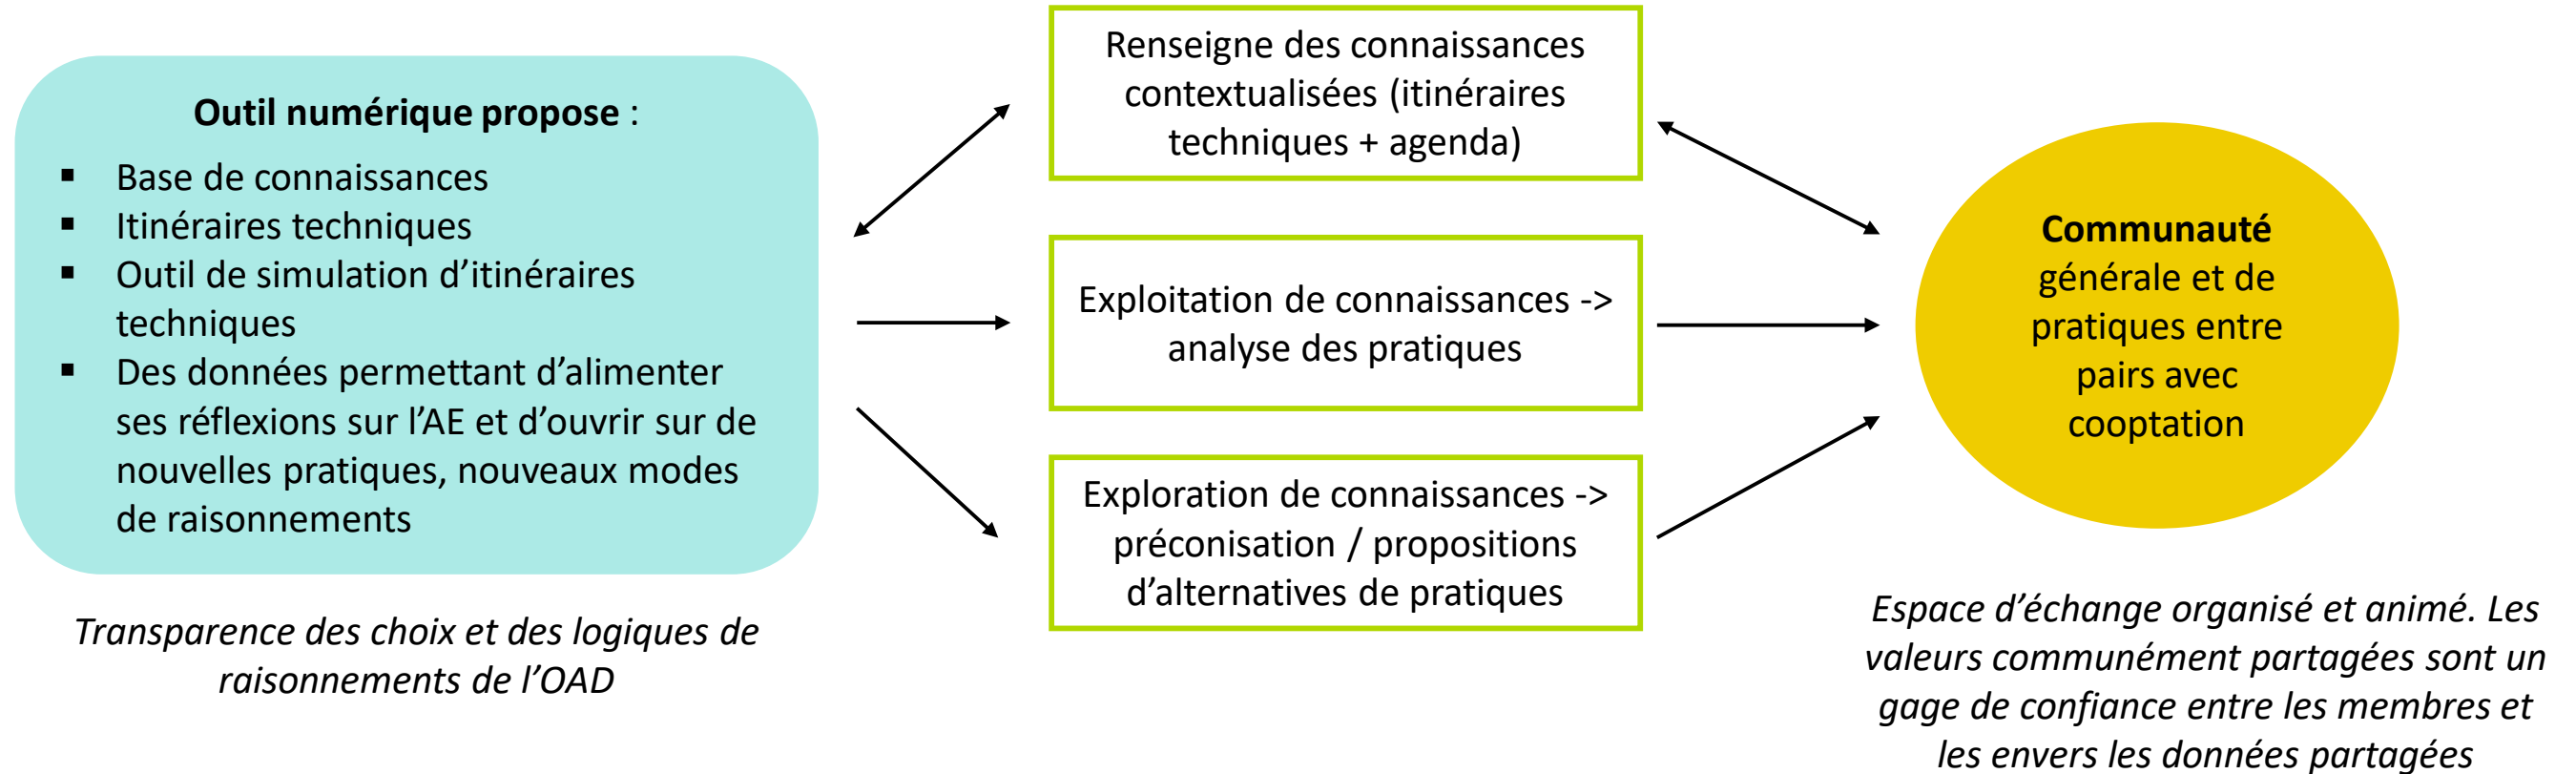 Outil numérique propose :
▪ Base de connaissances
▪ Itinéraires techniques
▪ Outil de simulation d’itinéraires
techniques
▪ Des données permettant d’alimenter
ses réflexions sur l’AE et d’ouvrir sur de
nouvelles pratiques, nouveaux modes
de raisonnements
Transparence des choix et des logiques de
raisonnements de l’OAD
Renseigne des connaissances
contextualisées (itinéraires
techniques + agenda)
Exploitation de connaissances ->
analyse des pratiques
Exploration de connaissances ->
préconisation / propositions
d’alternatives de pratiques
Communauté
générale et de
pratiques entre
pairs avec
cooptation
Espace d’échange organisé et animé. Les
valeurs communément partagées sont un
gage de confiance entre les membres et
les envers les données partagées